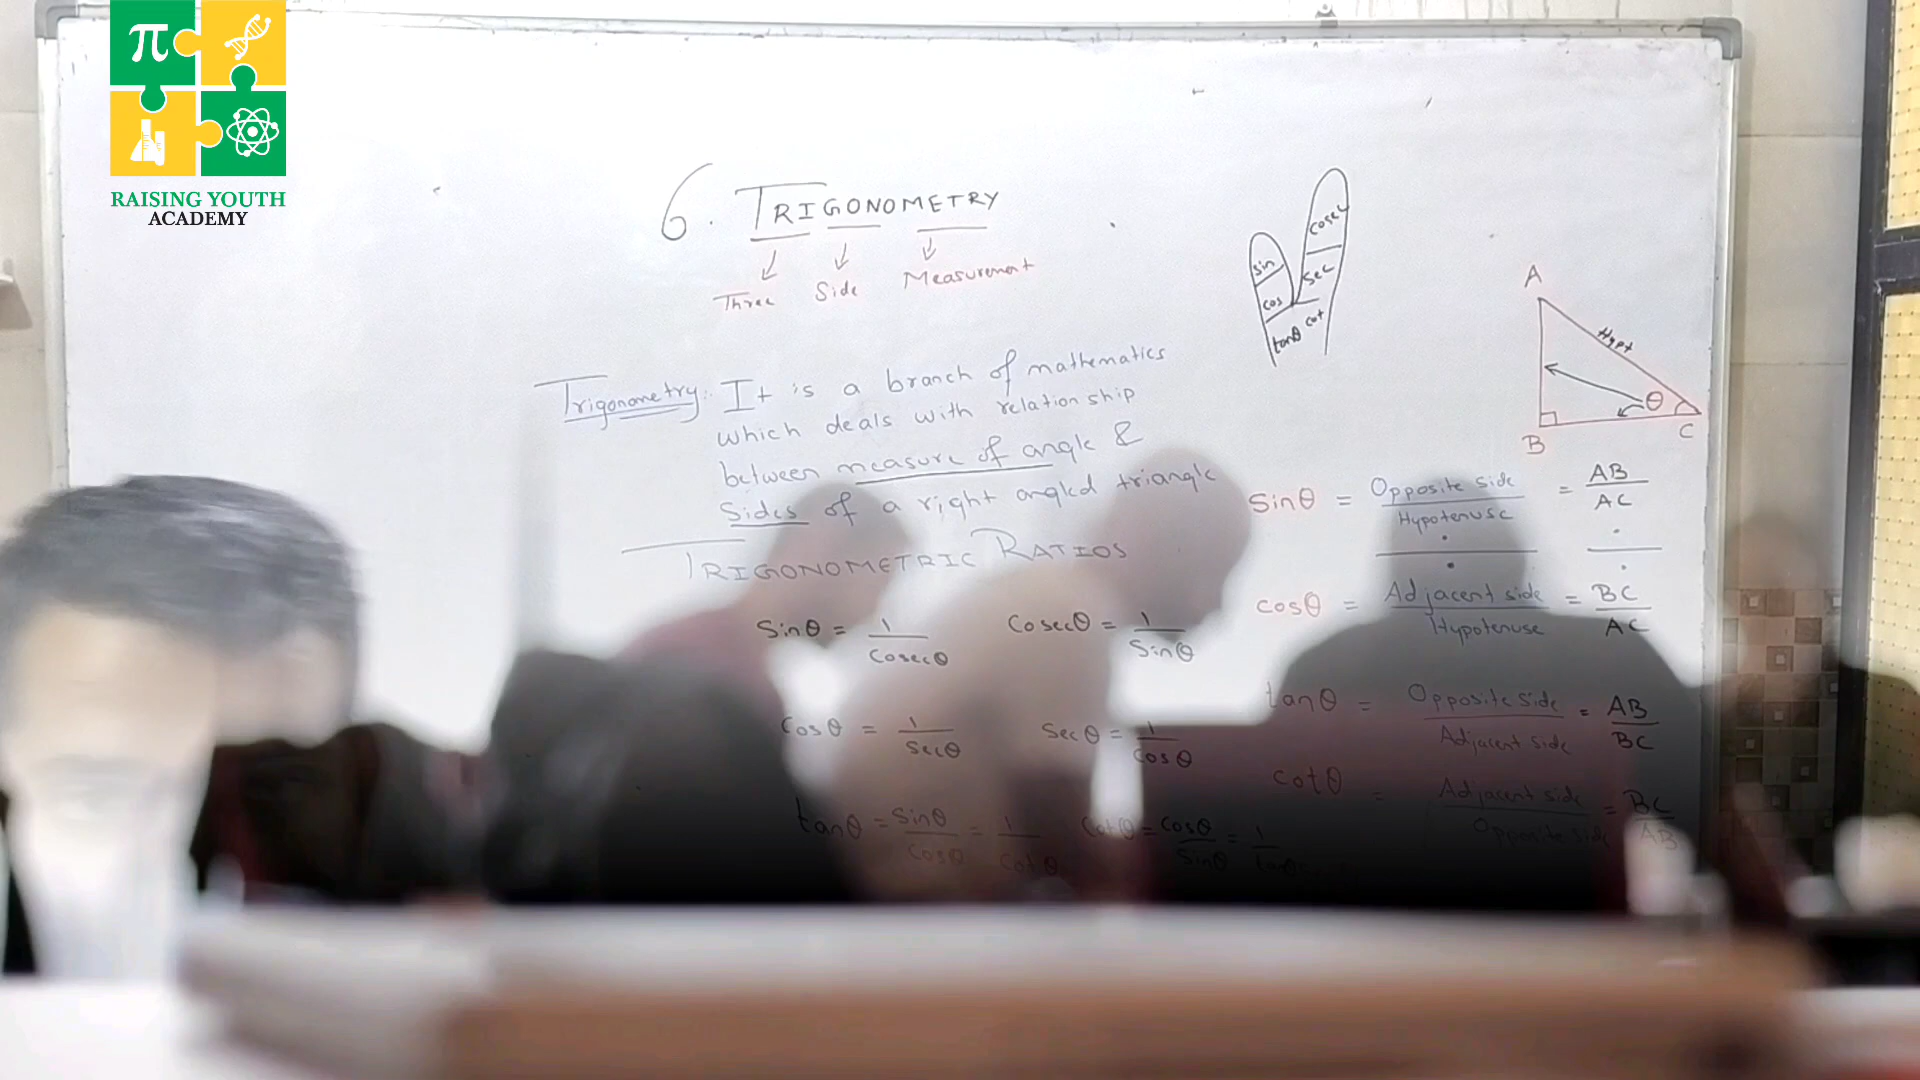 π
RAISING YOUTH
ACADEMY
6. TRIGONOMETRY
Three Side Measurement
Trigonometry: It is a branch of mathematics
which deals with relationship
between measure of angle &
Sides of a right angled triangle
TRIGONOMETRIC RATIOS
Sinθ = 1/Cosecθ Cosecθ = 1/Sinθ
Cosθ = 1/Secθ Secθ = 1/Cosθ
tanθ = Sinθ/Cosθ = 1/Cotθ Cotθ = Cosθ/Sinθ = 1/tanθ
sin
cos
tanθ
cosec
sec
cot
A
Hypt
θ
B C
Sinθ = Opposite side/Hypotenuse = AB/AC
cosθ = Adjacent side/Hypotenuse = BC/AC
tanθ = Opposite side/Adjacent side = AB/BC
cotθ = Adjacent side/Opposite side = BC/AB